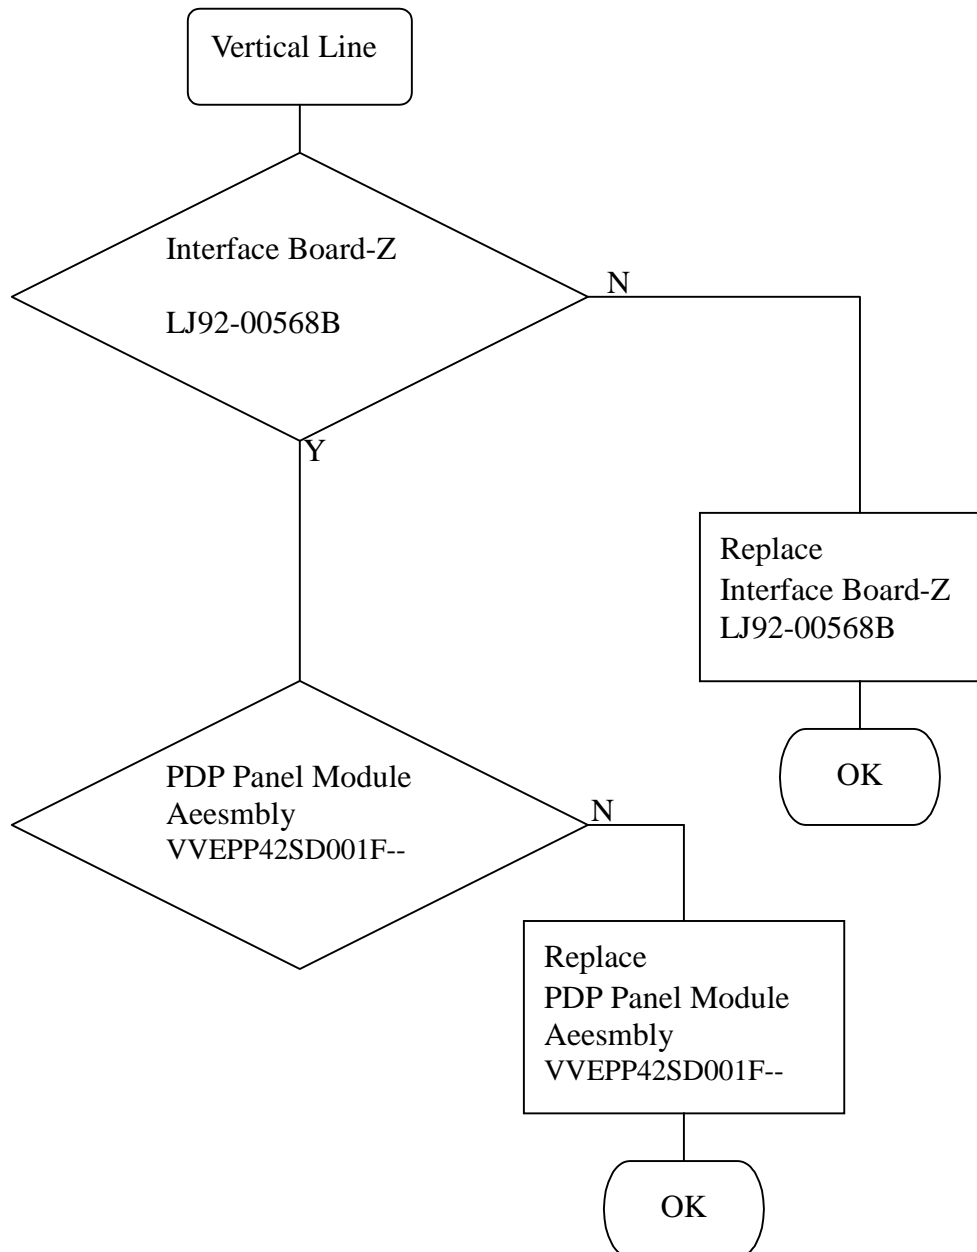 Vertical Line
Interface Board-Z
LJ92-00568B
N
Y
Replace
Interface Board-Z
LJ92-00568B
OK
PDP Panel Module
Aeesmbly
VVEPP42SD001F--
N
Replace
PDP Panel Module
Aeesmbly
VVEPP42SD001F--
OK